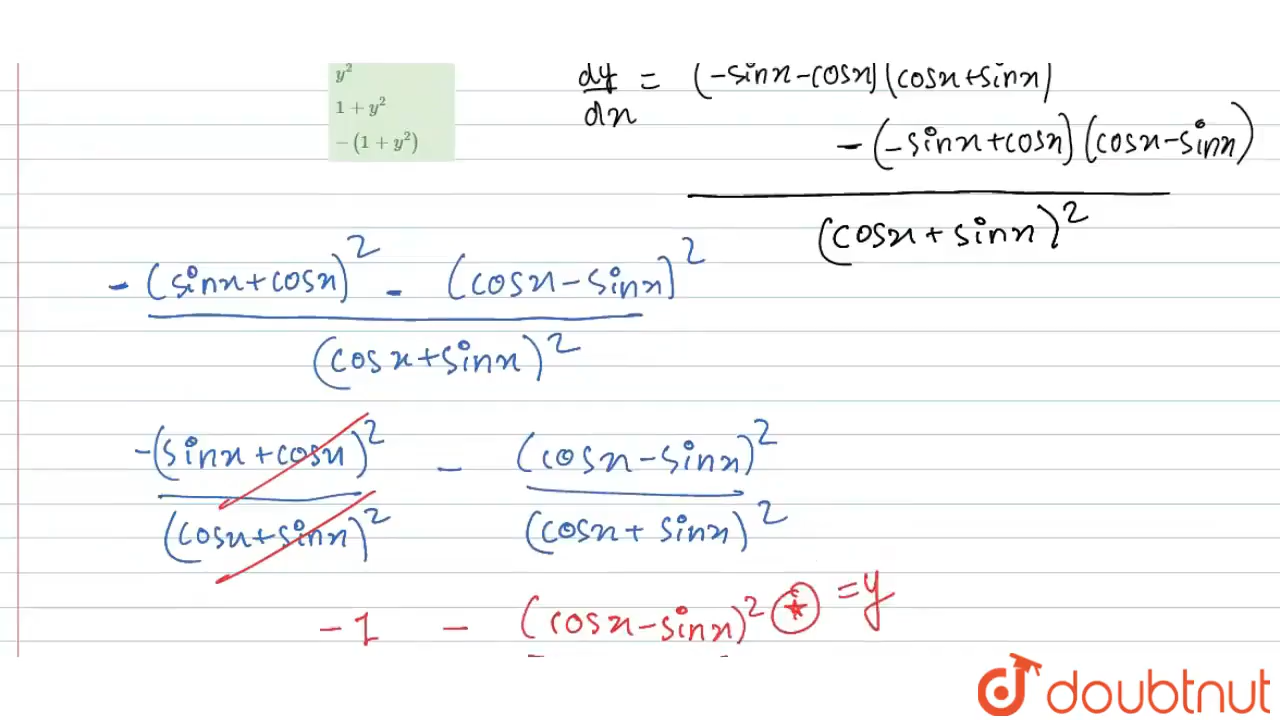 y²
1 + y²
− (1 + y²)
dy/dx = (-sinx-cosx)(cosx+sinx)
- (-sinx+cosx)(cosx-sinx)
(cosx+sinx)²
-(sinx+cosx)² - (cosx-sinx)²
(cosx+sinx)²
-(sinx+cosx)² - (cosx-sinx)²
(cosx+sinx)² (cosx+sinx)²
-1 - (cosx-sinx)² = y
doubtnut